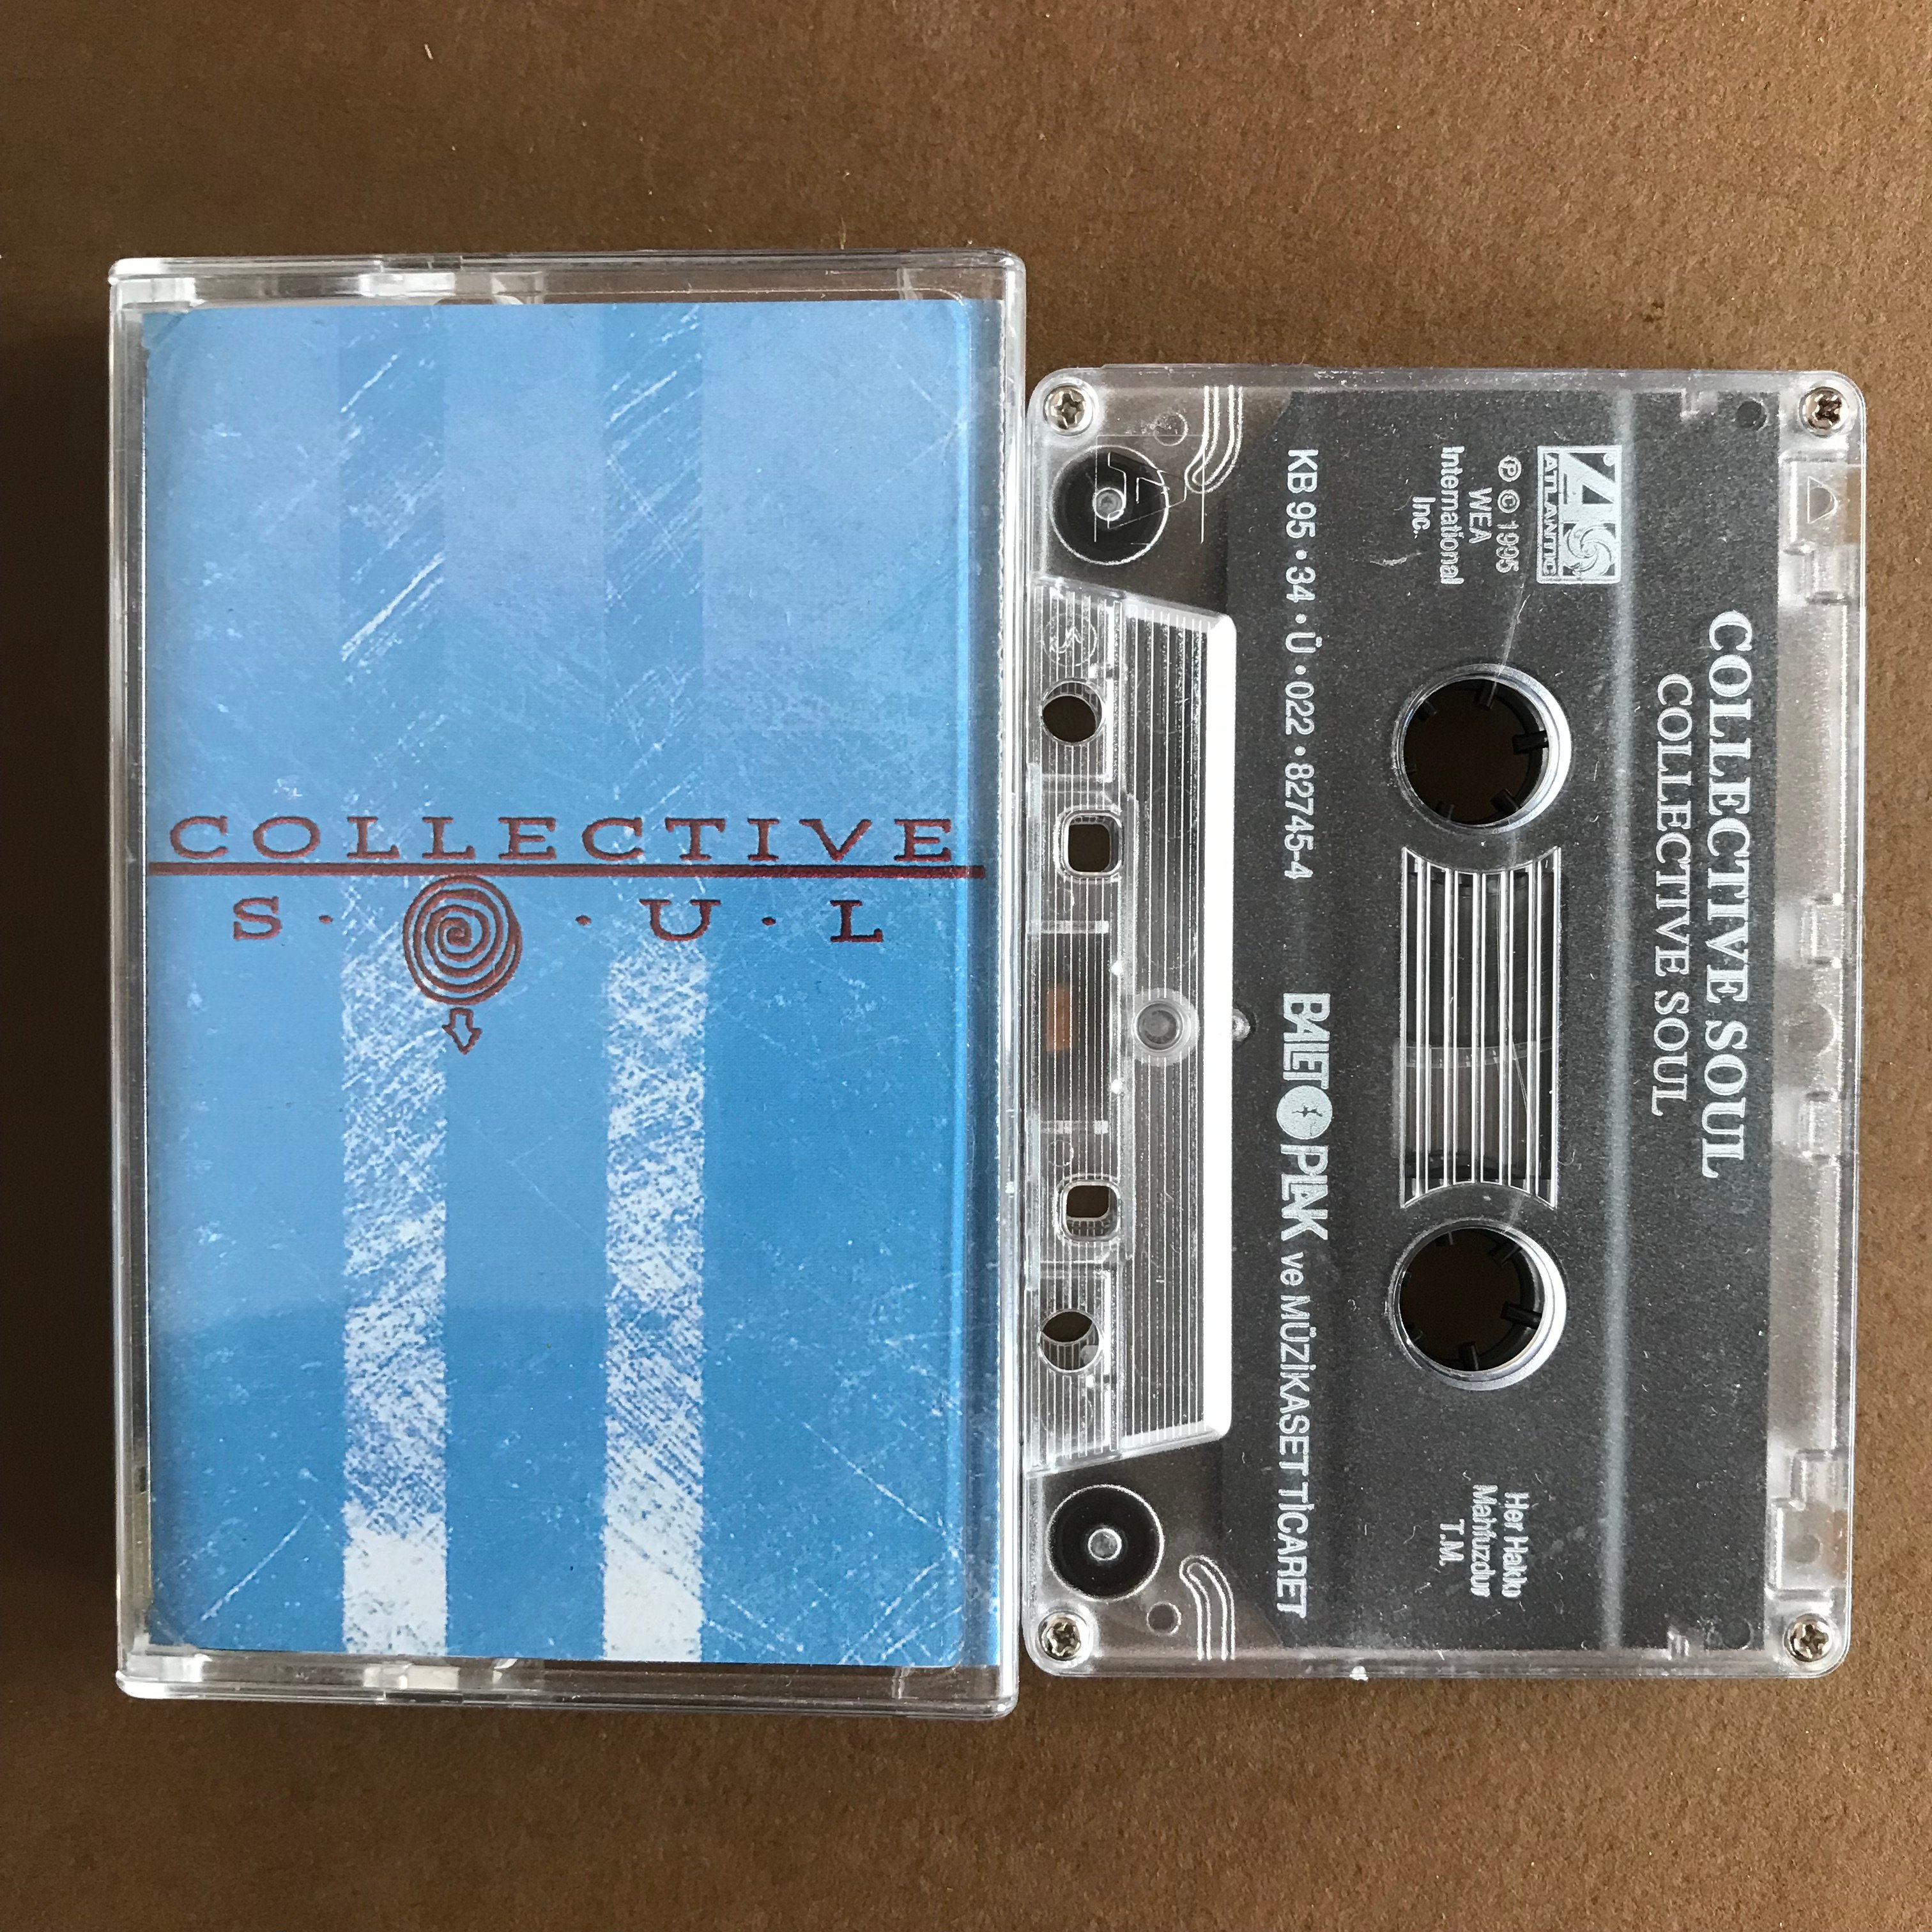 COLLECTIVE
S · O · U · L
COLLECTIVE SOUL
COLLECTIVE SOUL
ATLANTIC
℗ © 1995
WEA
International
Inc.
Her Hakkı
Mahfuzdur
T.M.
KB 95 • 34 • Ü • 022 • 82745-4
BALET PLAK ve MÜZİKASET TİCARET